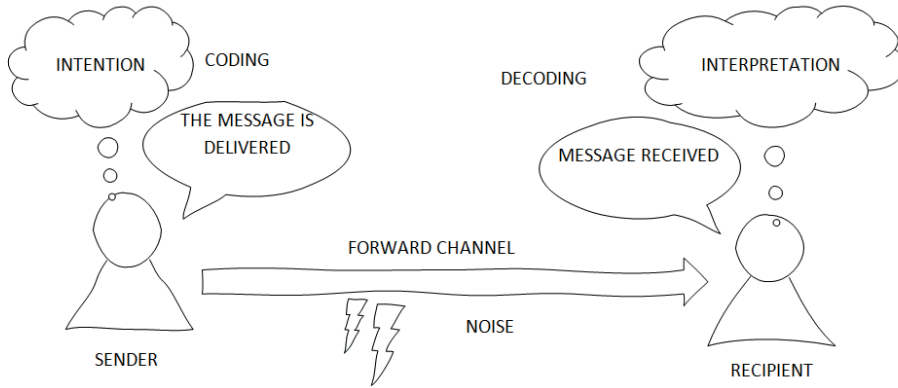 INTENTION
CODING
THE MESSAGE IS
DELIVERED
DECODING
INTERPRETATION
MESSAGE RECEIVED
FORWARD CHANNEL
NOISE
SENDER
RECIPIENT